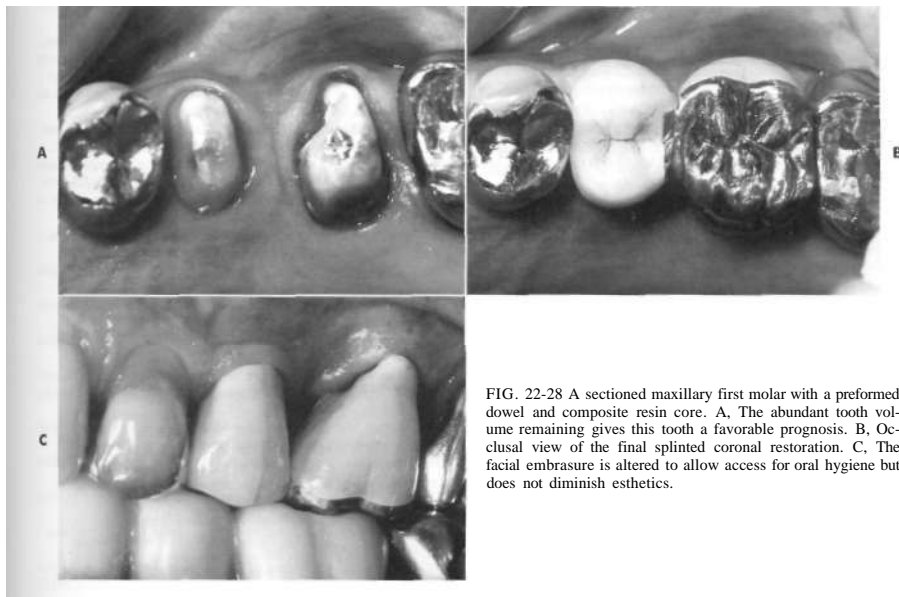 A
B
C
FIG. 22-28 A sectioned maxillary first molar with a preformed
dowel and composite resin core. A, The abundant tooth vol-
ume remaining gives this tooth a favorable prognosis. B, Oc-
clusal view of the final splinted coronal restoration. C, The
facial embrasure is altered to allow access for oral hygiene but
does not diminish esthetics.